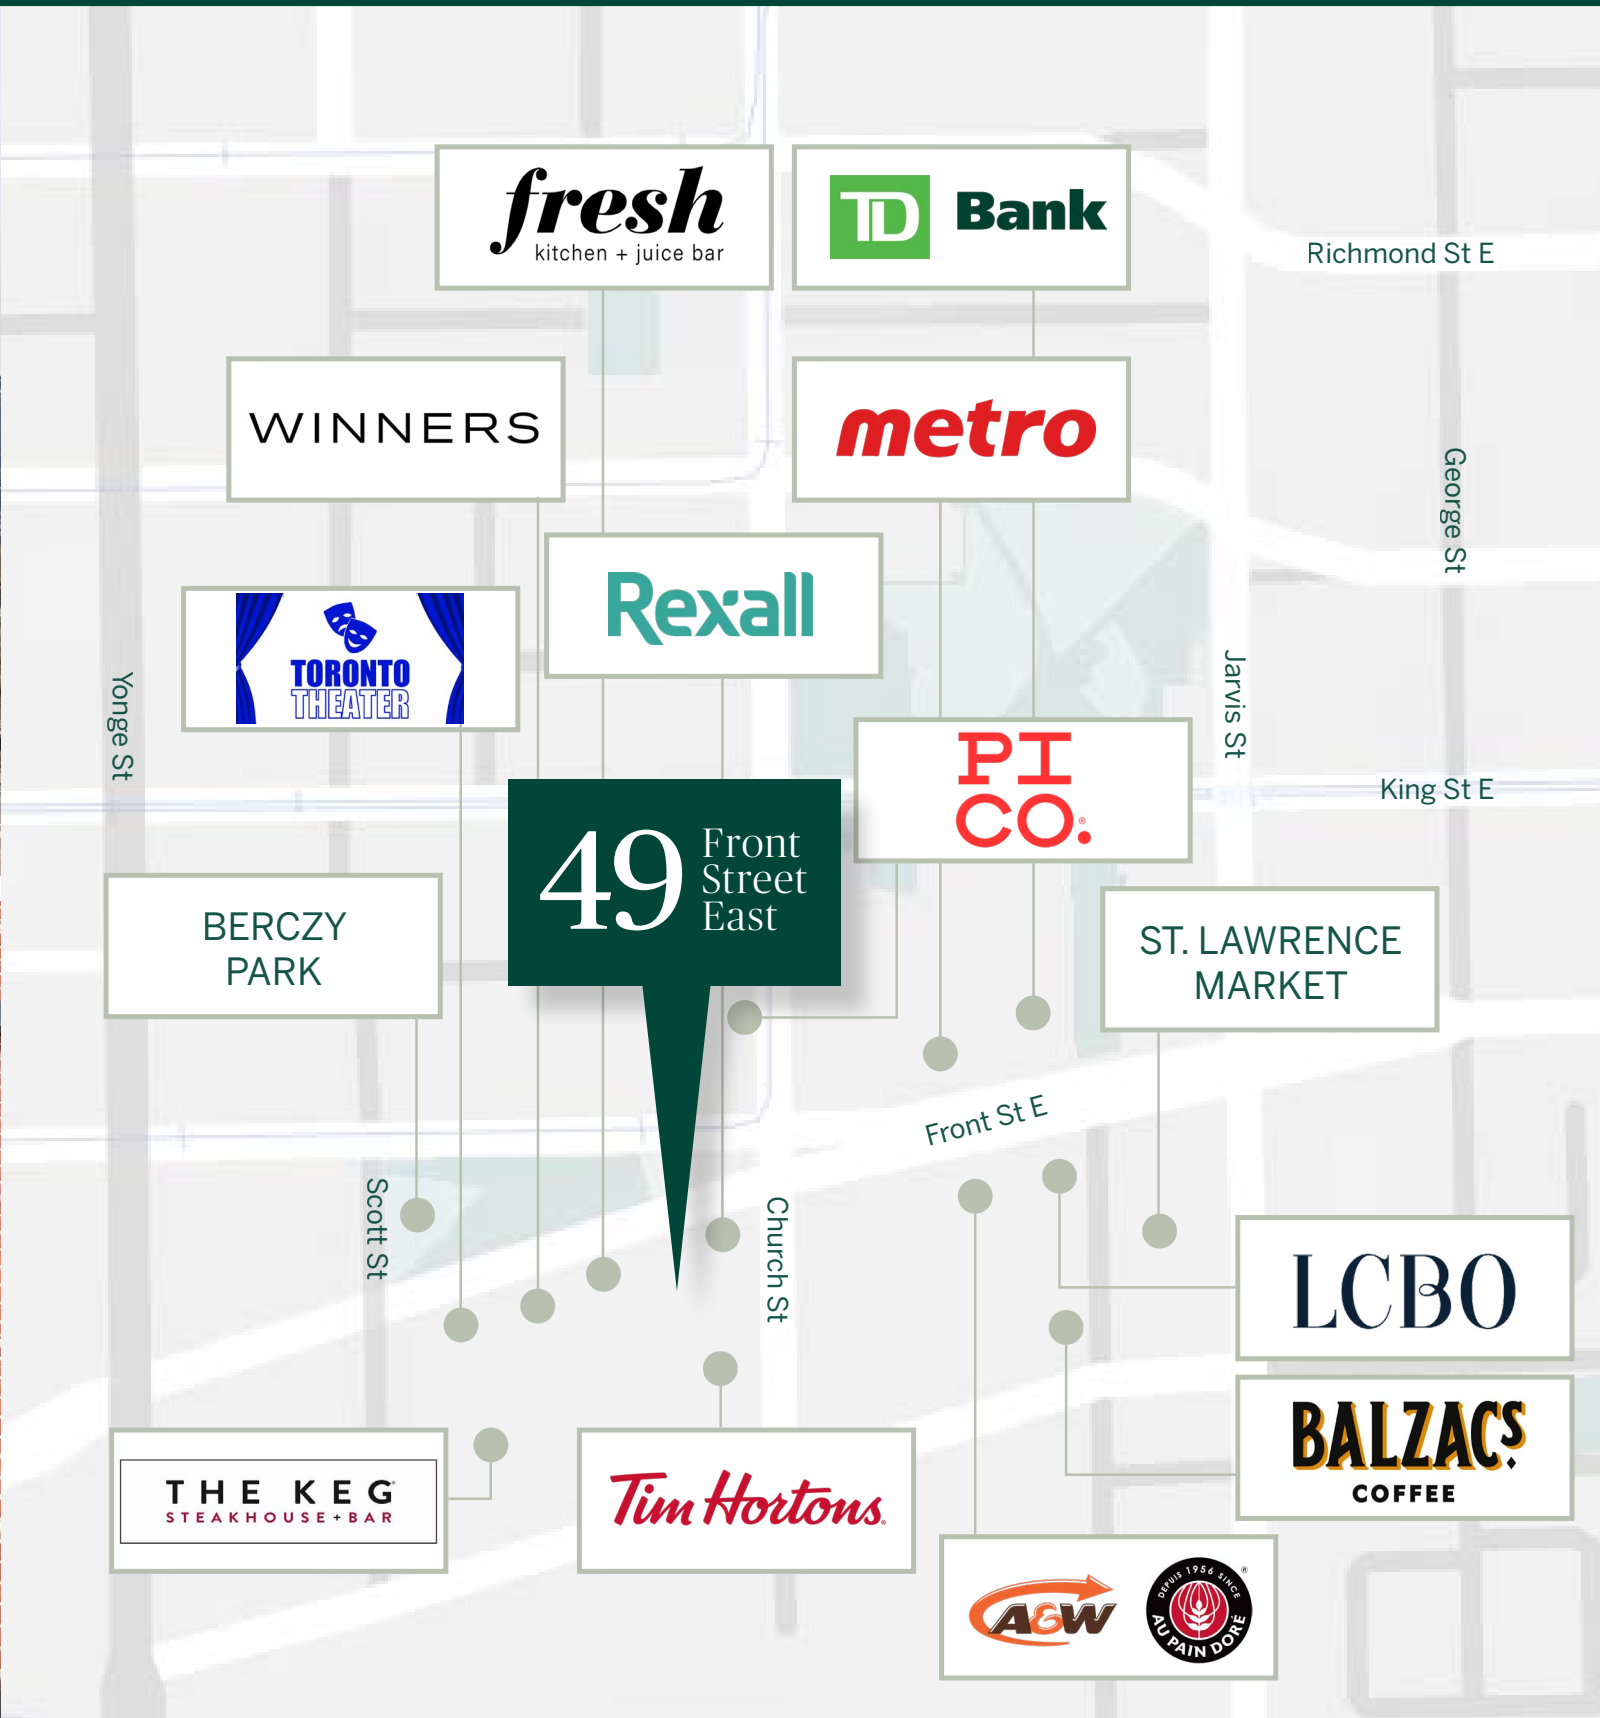 fresh
kitchen + juice bar
TD Bank
Richmond St E
WINNERS
metro
George St
Rexall
TORONTO
THEATER
Yonge St
Jarvis St
PI
CO.®
King St E
49 Front
Street
East
BERCZY
PARK
ST. LAWRENCE
MARKET
Front St E
Scott St
Church St
LCBO
BALZAC'S
COFFEE
THE KEG®
STEAKHOUSE+BAR
Tim Hortons®
A&W
DEPUIS 1956 SINCE
AU PAIN DORÉ
®